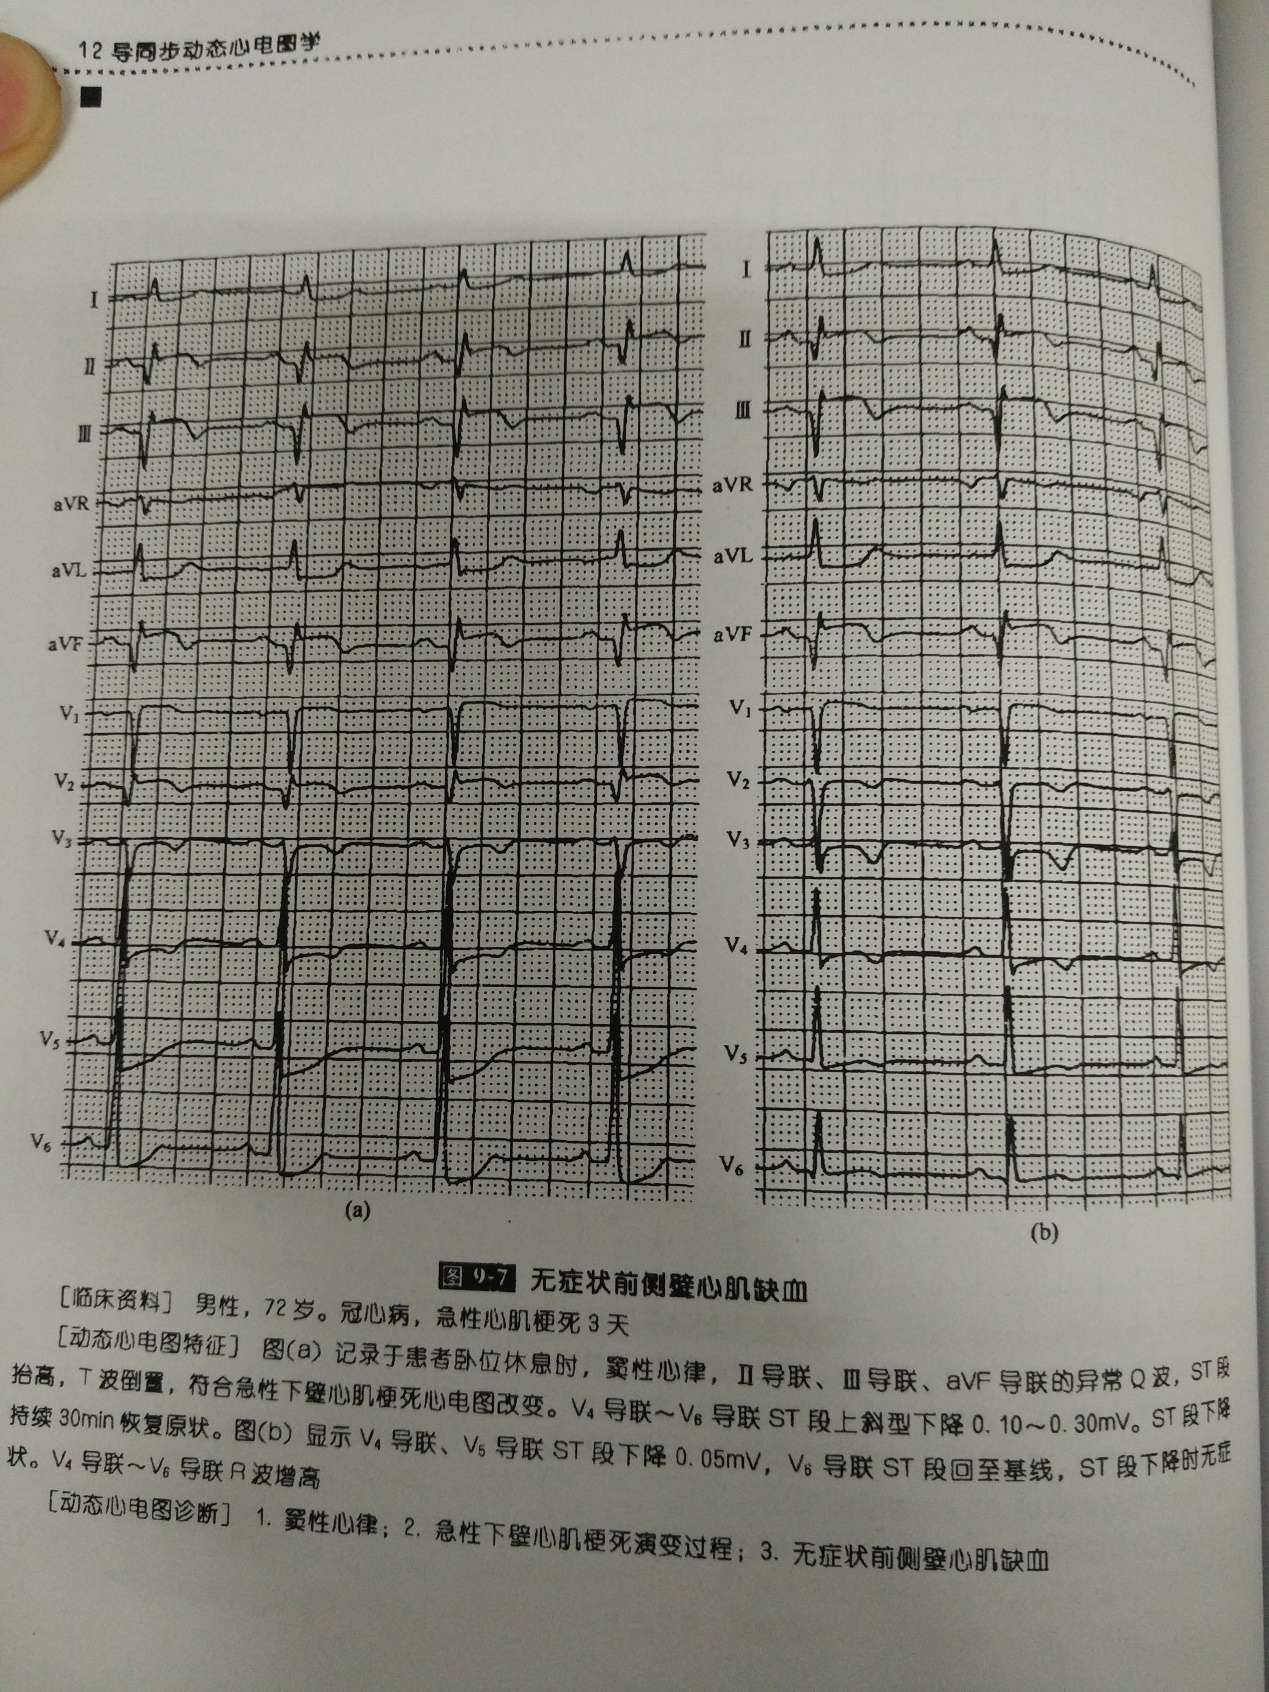 12 导同步动态心电图学
I
II
III
aVR
aVL
aVF
V₁
V₂
V₃
V₄
V₅
V₆
(a)
I
II
III
aVR
aVL
aVF
V₁
V₂
V₃
V₄
V₅
V₆
(b)
图 9-7 无症状前侧壁心肌缺血
[临床资料] 男性，72 岁。冠心病，急性心肌梗死 3 天
[动态心电图特征] 图(a) 记录于患者卧位休息时，窦性心律，Ⅱ导联、Ⅲ导联、aVF 导联的异常 Q 波，ST 段
抬高，T 波倒置，符合急性下壁心肌梗死心电图改变。V₄ 导联～V₆ 导联 ST 段上斜型下降 0.10～0.30mV。ST 段下降
持续 30min 恢复原状。图(b) 显示 V₄ 导联、V₅ 导联 ST 段下降 0.05mV，V₆ 导联 ST 段回至基线，ST 段下降时无症
状。V₄ 导联～V₆ 导联 R 波增高
[动态心电图诊断] 1. 窦性心律；2. 急性下壁心肌梗死演变过程；3. 无症状前侧壁心肌缺血